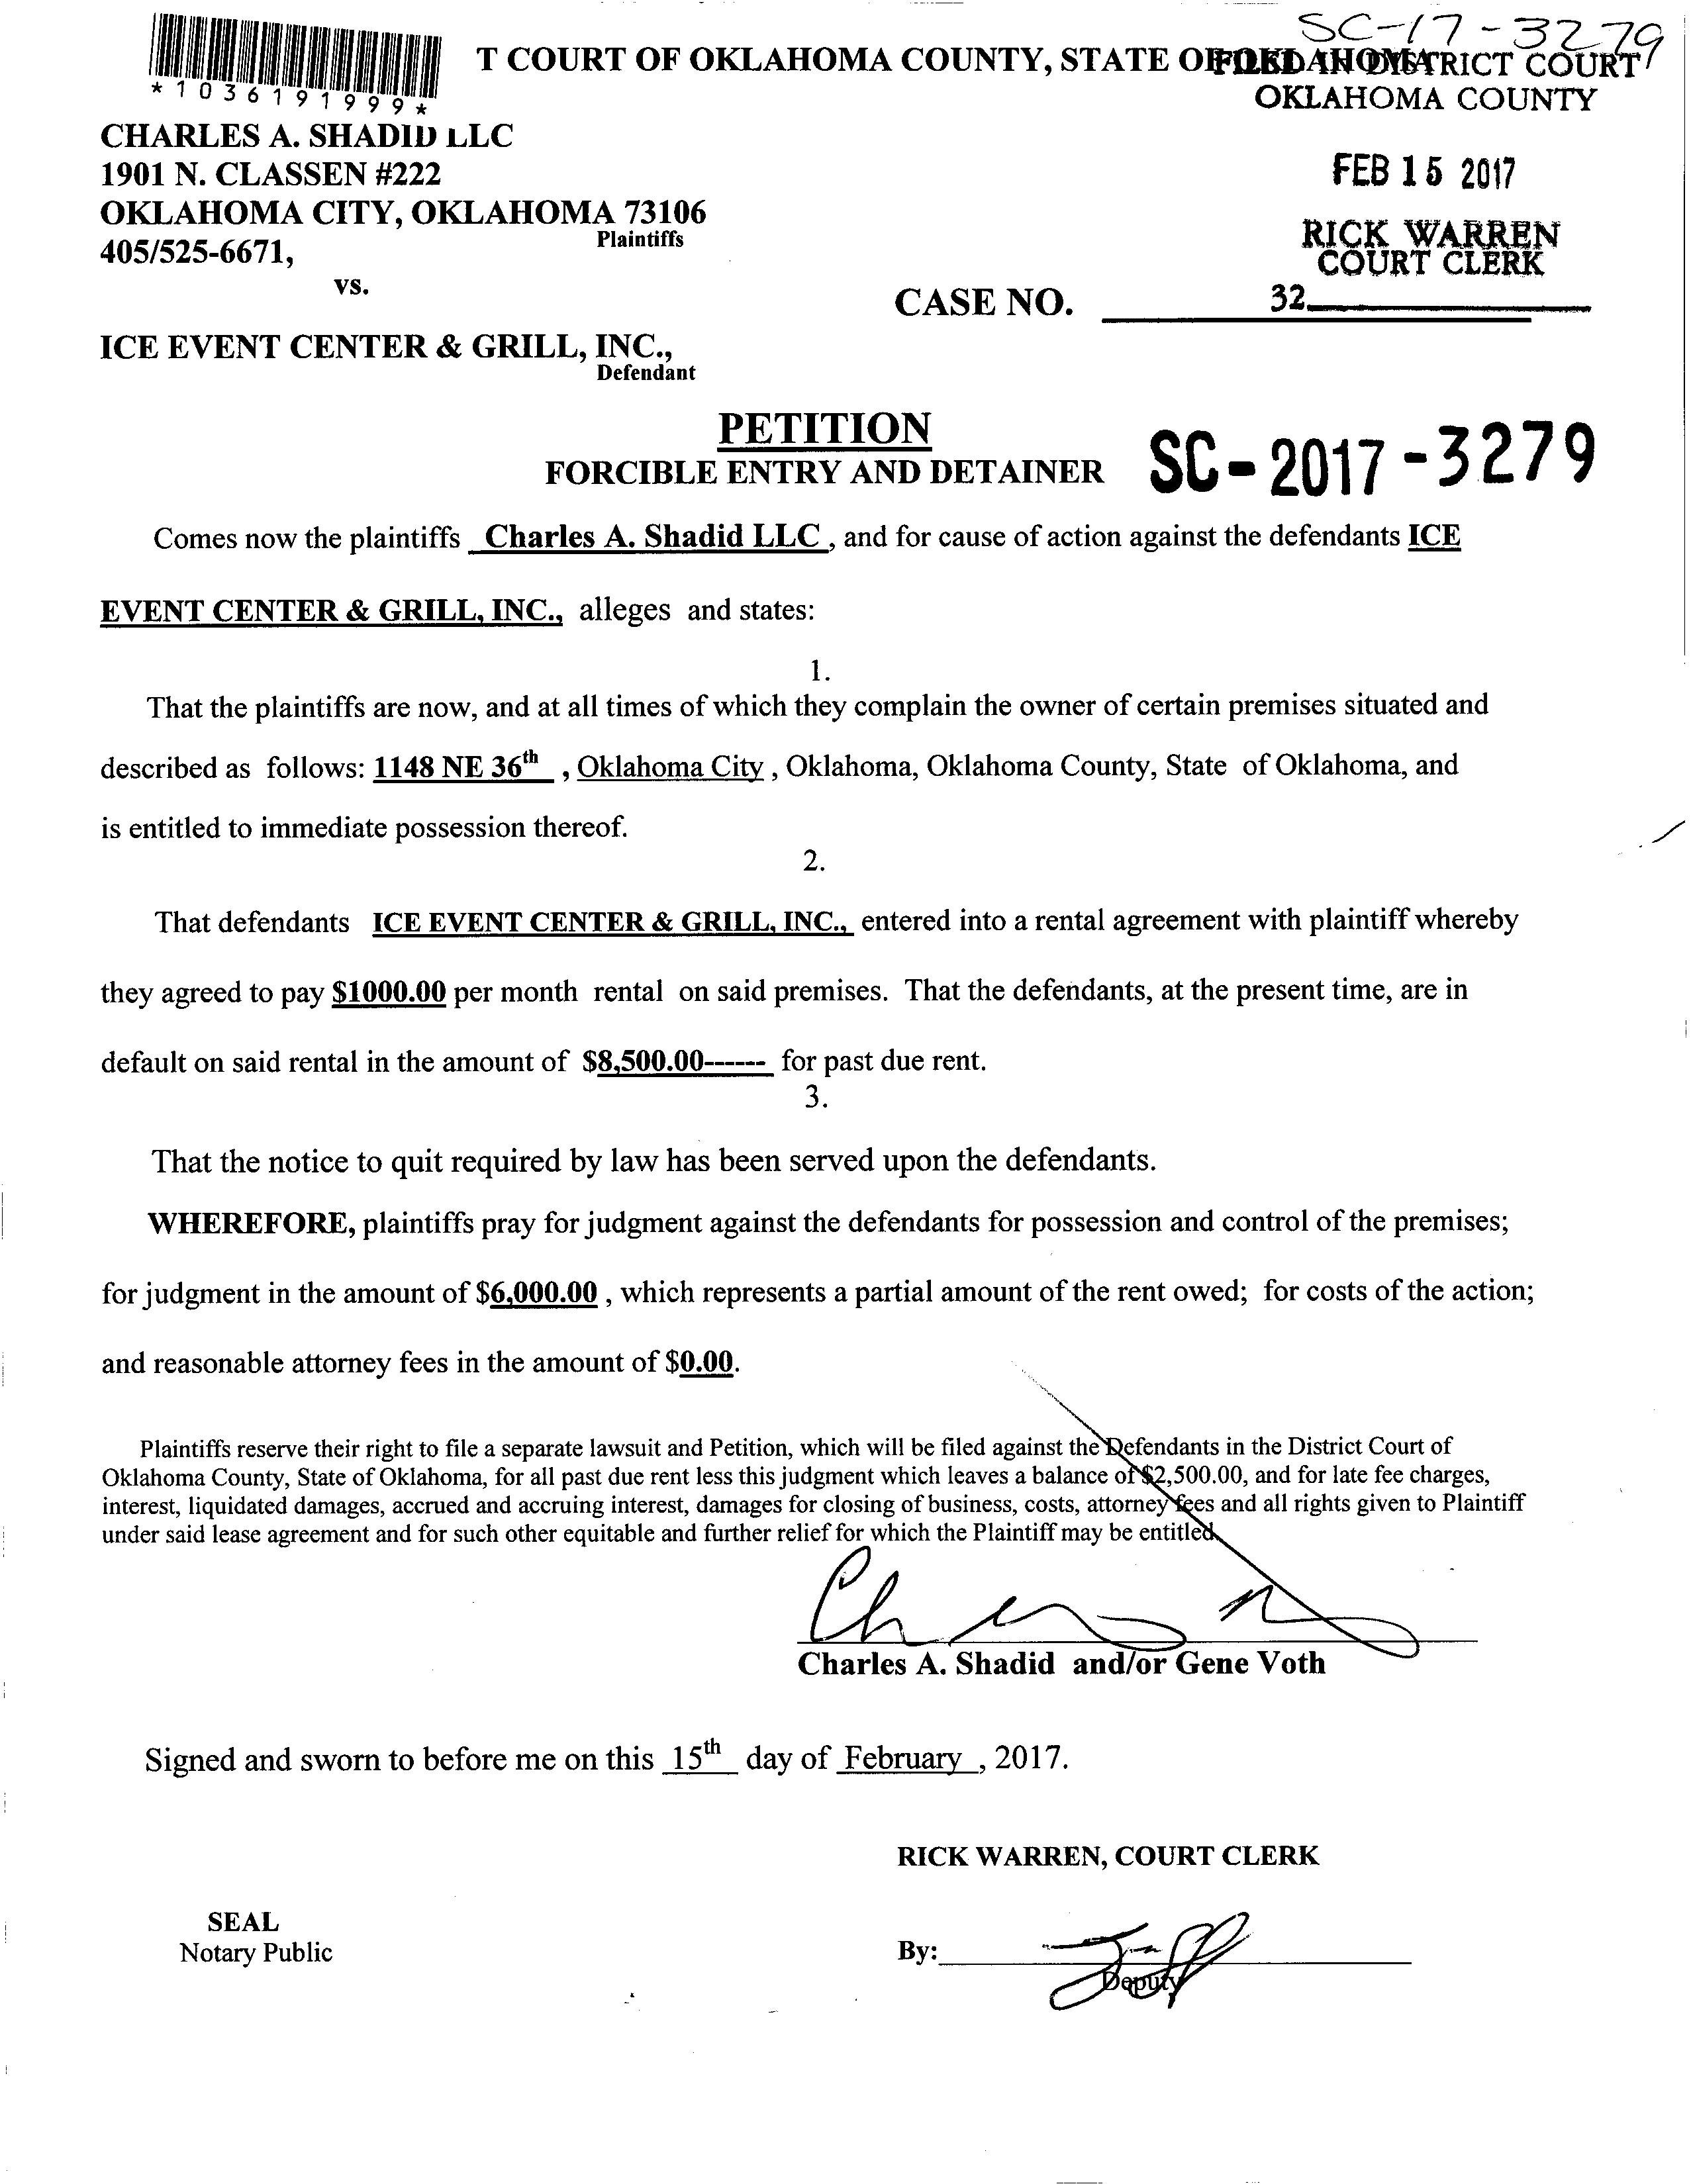 SC-17-3279
T COURT OF OKLAHOMA COUNTY, STATE OF OKLAHOMA
FILED IN DISTRICT COURT
OKLAHOMA COUNTY
*1036191999*
CHARLES A. SHADID LLC
1901 N. CLASSEN #222
OKLAHOMA CITY, OKLAHOMA 73106
405/525-6671,
Plaintiffs
FEB 15 2017
RICK WARREN
COURT CLERK
vs.
CASE NO.
32
ICE EVENT CENTER & GRILL, INC.,
Defendant
PETITION
FORCIBLE ENTRY AND DETAINER
SC-2017-3279
Comes now the plaintiffs Charles A. Shadid LLC , and for cause of action against the defendants ICE
EVENT CENTER & GRILL, INC., alleges and states:
1.
That the plaintiffs are now, and at all times of which they complain the owner of certain premises situated and
described as follows: 1148 NE 36th , Oklahoma City , Oklahoma, Oklahoma County, State of Oklahoma, and
is entitled to immediate possession thereof.
2.
That defendants ICE EVENT CENTER & GRILL, INC., entered into a rental agreement with plaintiff whereby
they agreed to pay $1000.00 per month rental on said premises. That the defendants, at the present time, are in
default on said rental in the amount of $8,500.00------ for past due rent.
3.
That the notice to quit required by law has been served upon the defendants.
WHEREFORE, plaintiffs pray for judgment against the defendants for possession and control of the premises;
for judgment in the amount of $6,000.00 , which represents a partial amount of the rent owed; for costs of the action;
and reasonable attorney fees in the amount of $0.00.
Plaintiffs reserve their right to file a separate lawsuit and Petition, which will be filed against the Defendants in the District Court of
Oklahoma County, State of Oklahoma, for all past due rent less this judgment which leaves a balance of $2,500.00, and for late fee charges,
interest, liquidated damages, accrued and accruing interest, damages for closing of business, costs, attorney fees and all rights given to Plaintiff
under said lease agreement and for such other equitable and further relief for which the Plaintiff may be entitled
Charles A. Shadid and/or Gene Voth
Signed and sworn to before me on this 15th day of February , 2017.
RICK WARREN, COURT CLERK
SEAL
Notary Public
By:
Deputy